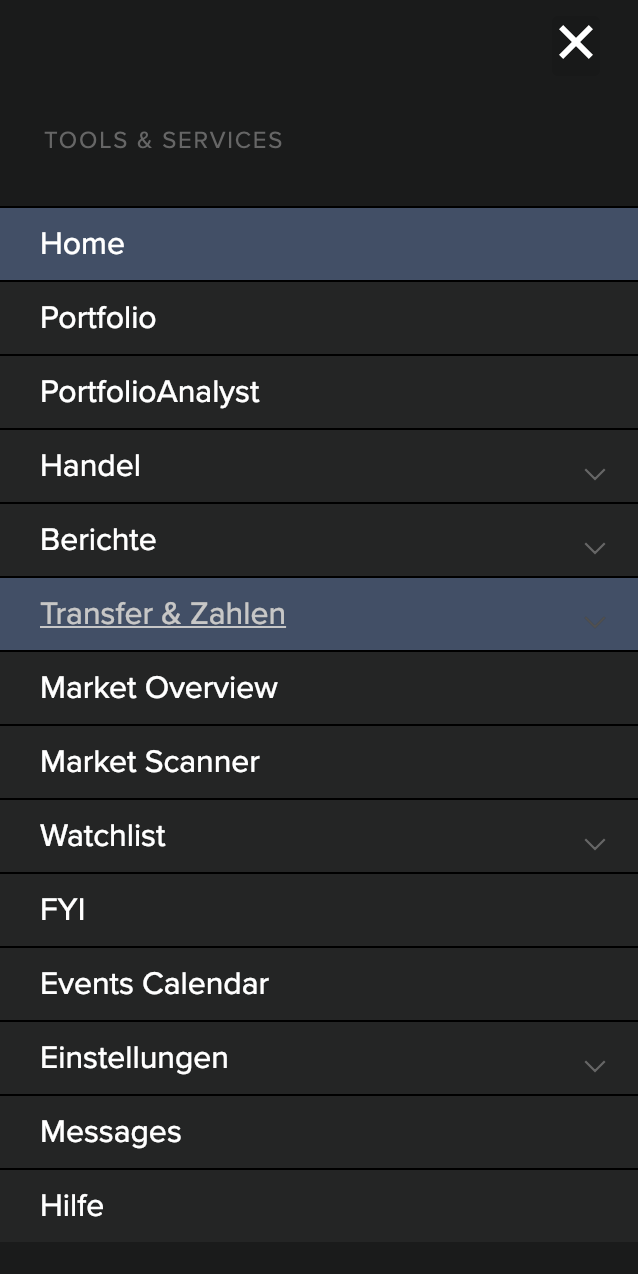 TOOLS & SERVICES
Home
Portfolio
PortfolioAnalyst
Handel
Berichte
Transfer & Zahlen
Market Overview
Market Scanner
Watchlist
FYI
Events Calendar
Einstellungen
Messages
Hilfe